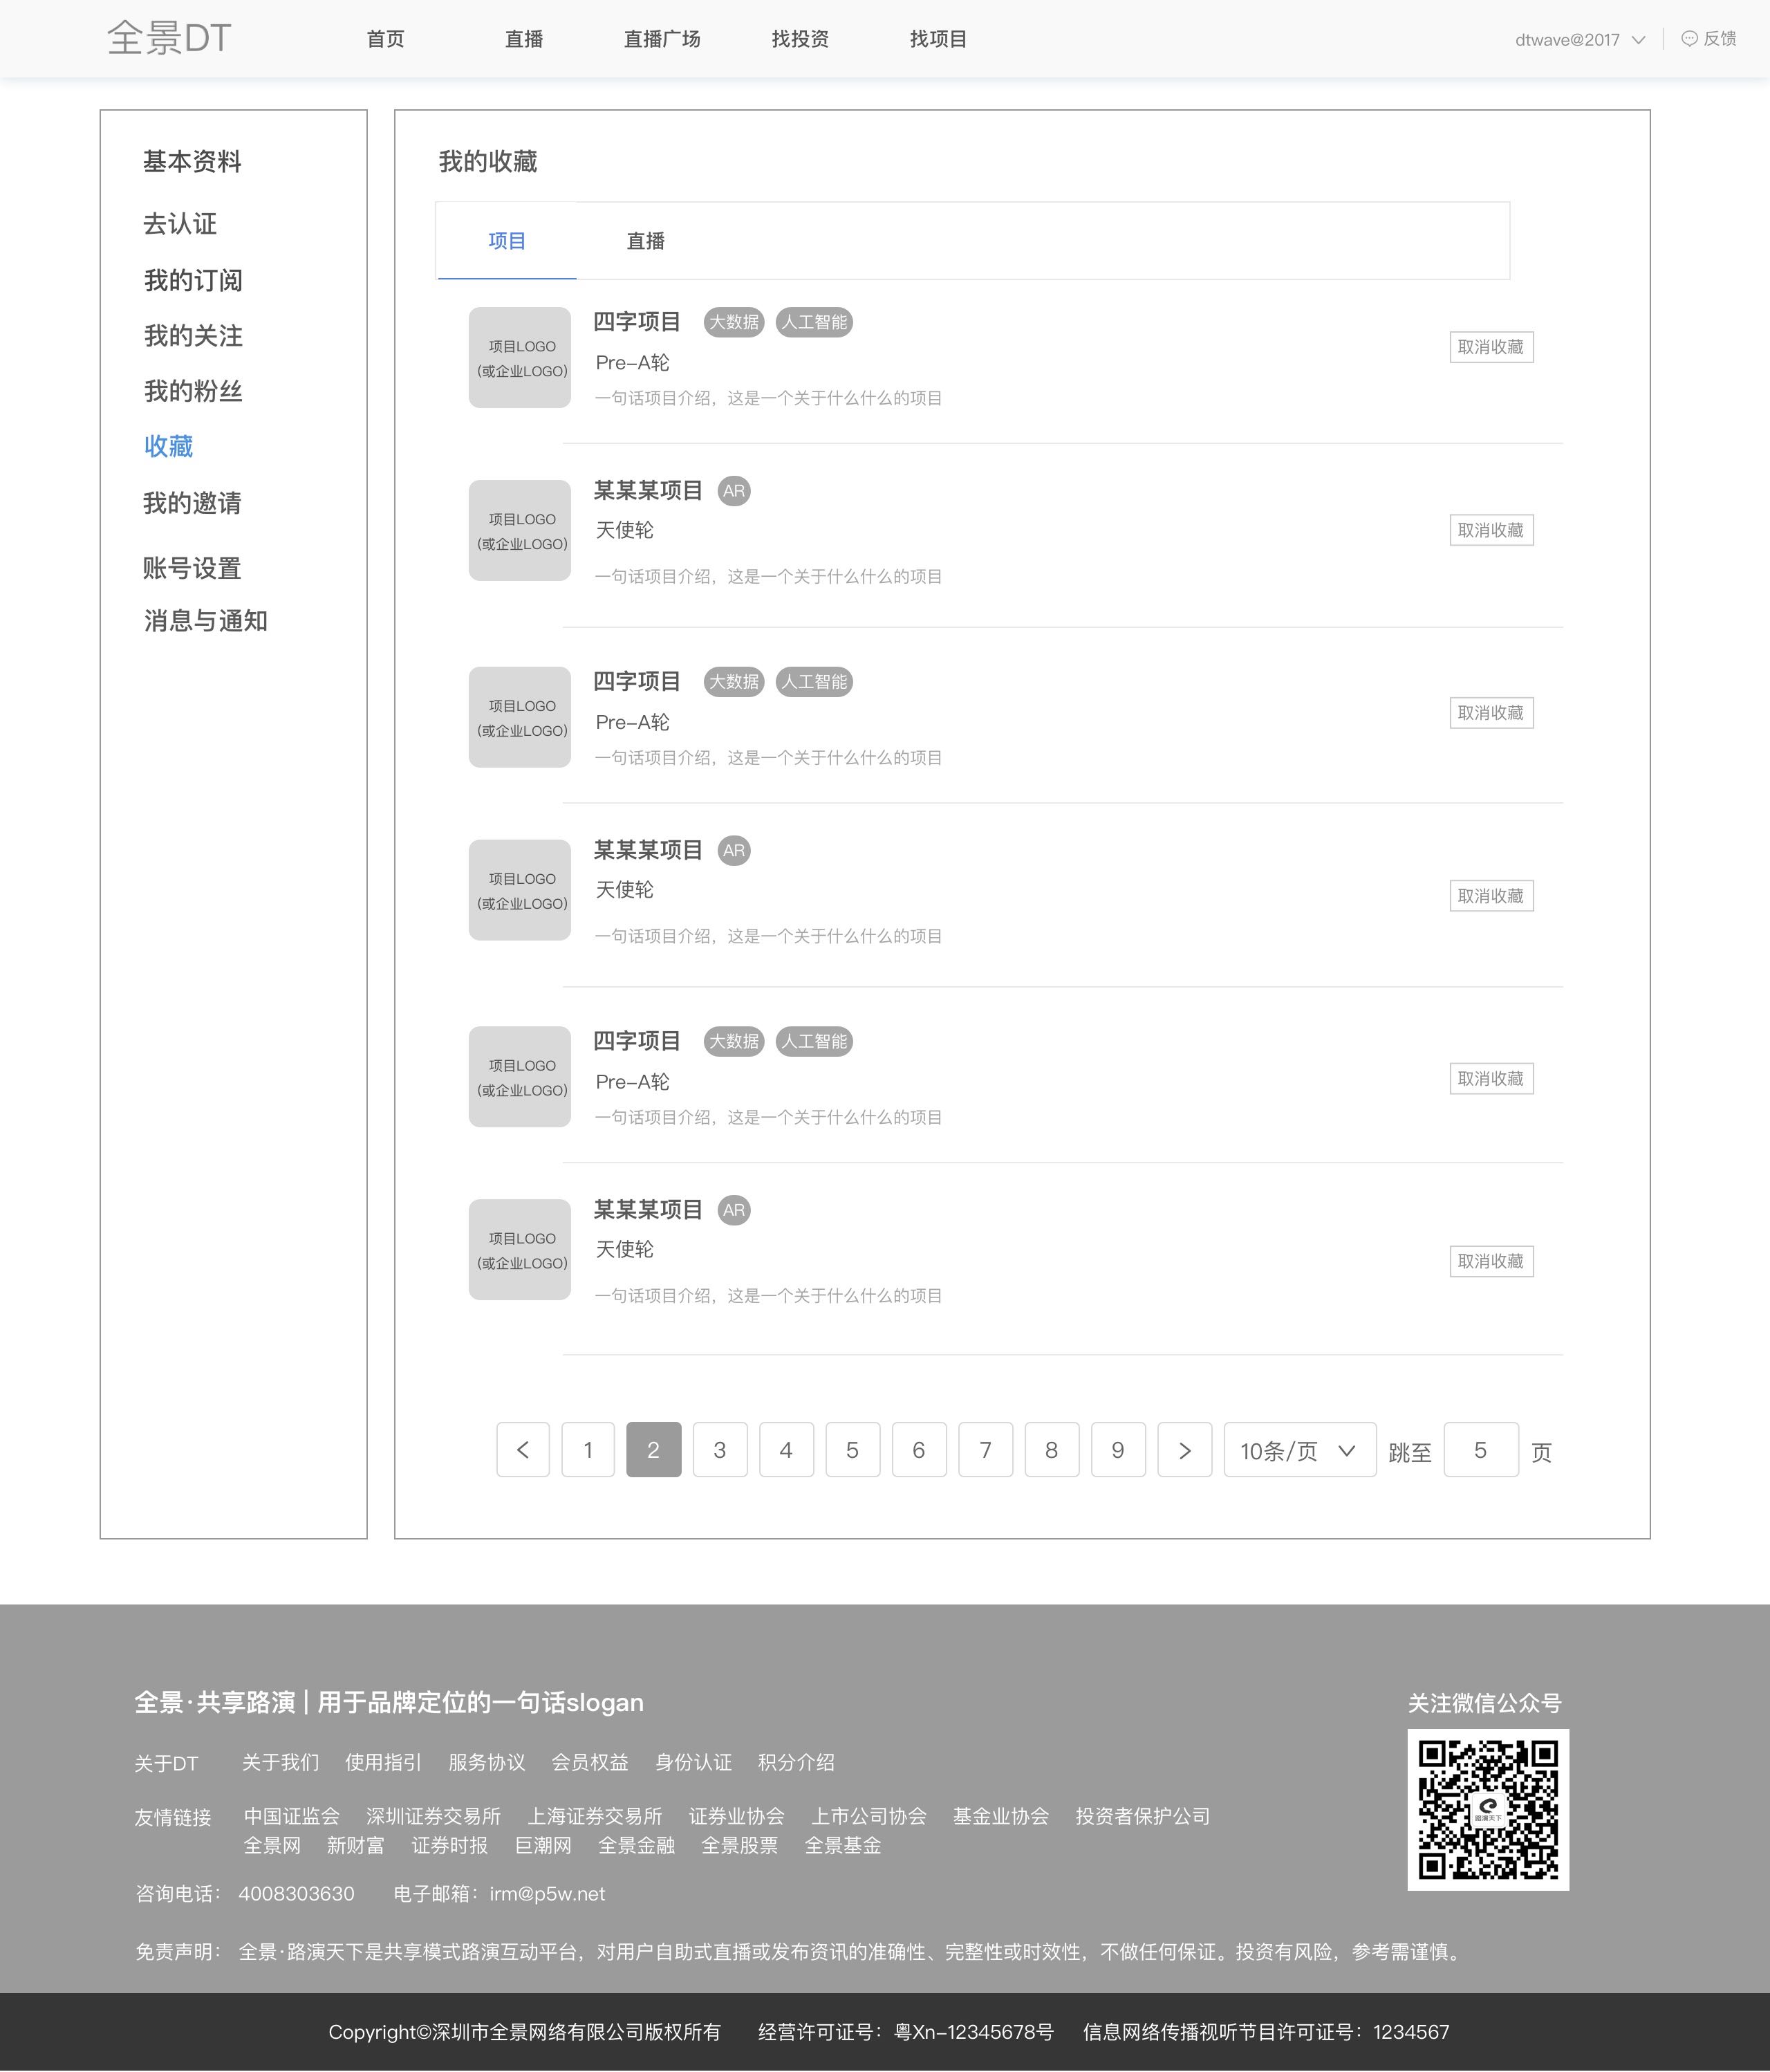 全景DT 首页 直播 直播广场 找投资 找项目 dtwave@2017 反馈
基本资料
去认证
我的订阅
我的关注
我的粉丝
收藏
我的邀请
账号设置
消息与通知
我的收藏
项目 直播
项目LOGO
(或企业LOGO)
四字项目 大数据 人工智能
Pre-A轮
一句话项目介绍，这是一个关于什么什么的项目
取消收藏
项目LOGO
(或企业LOGO)
某某某项目 AR
天使轮
一句话项目介绍，这是一个关于什么什么的项目
取消收藏
项目LOGO
(或企业LOGO)
四字项目 大数据 人工智能
Pre-A轮
一句话项目介绍，这是一个关于什么什么的项目
取消收藏
项目LOGO
(或企业LOGO)
某某某项目 AR
天使轮
一句话项目介绍，这是一个关于什么什么的项目
取消收藏
项目LOGO
(或企业LOGO)
四字项目 大数据 人工智能
Pre-A轮
一句话项目介绍，这是一个关于什么什么的项目
取消收藏
项目LOGO
(或企业LOGO)
某某某项目 AR
天使轮
一句话项目介绍，这是一个关于什么什么的项目
取消收藏
< 1 2 3 4 5 6 7 8 9 > 10条/页 跳至 5 页
全景·共享路演 | 用于品牌定位的一句话slogan
关于DT 关于我们 使用指引 服务协议 会员权益 身份认证 积分介绍
友情链接 中国证监会 深圳证券交易所 上海证券交易所 证券业协会 上市公司协会 基金业协会 投资者保护公司
全景网 新财富 证券时报 巨潮网 全景金融 全景股票 全景基金
咨询电话： 4008303630 电子邮箱：irm@p5w.net
免责声明： 全景·路演天下是共享模式路演互动平台，对用户自助式直播或发布资讯的准确性、完整性或时效性，不做任何保证。投资有风险，参考需谨慎。
关注微信公众号
路演天下
Copyright©深圳市全景网络有限公司版权所有 经营许可证号：粤Xn-12345678号 信息网络传播视听节目许可证号：1234567